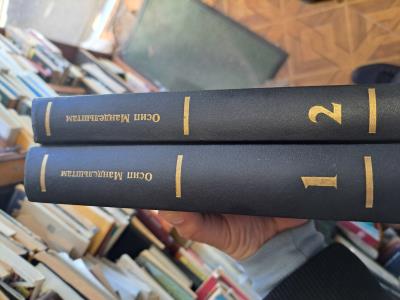 Осип Мандельштам
2
Осип Мандельштам
1